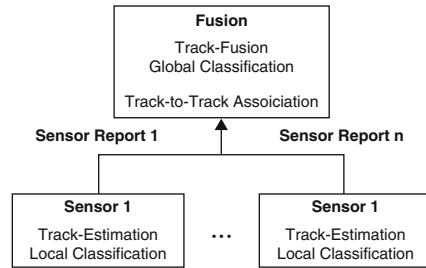 Fusion
Track-Fusion
Global Classification
Track-to-Track Assoiciation
Sensor Report 1
Sensor Report n
Sensor 1
Track-Estimation
Local Classification
...
Sensor 1
Track-Estimation
Local Classification